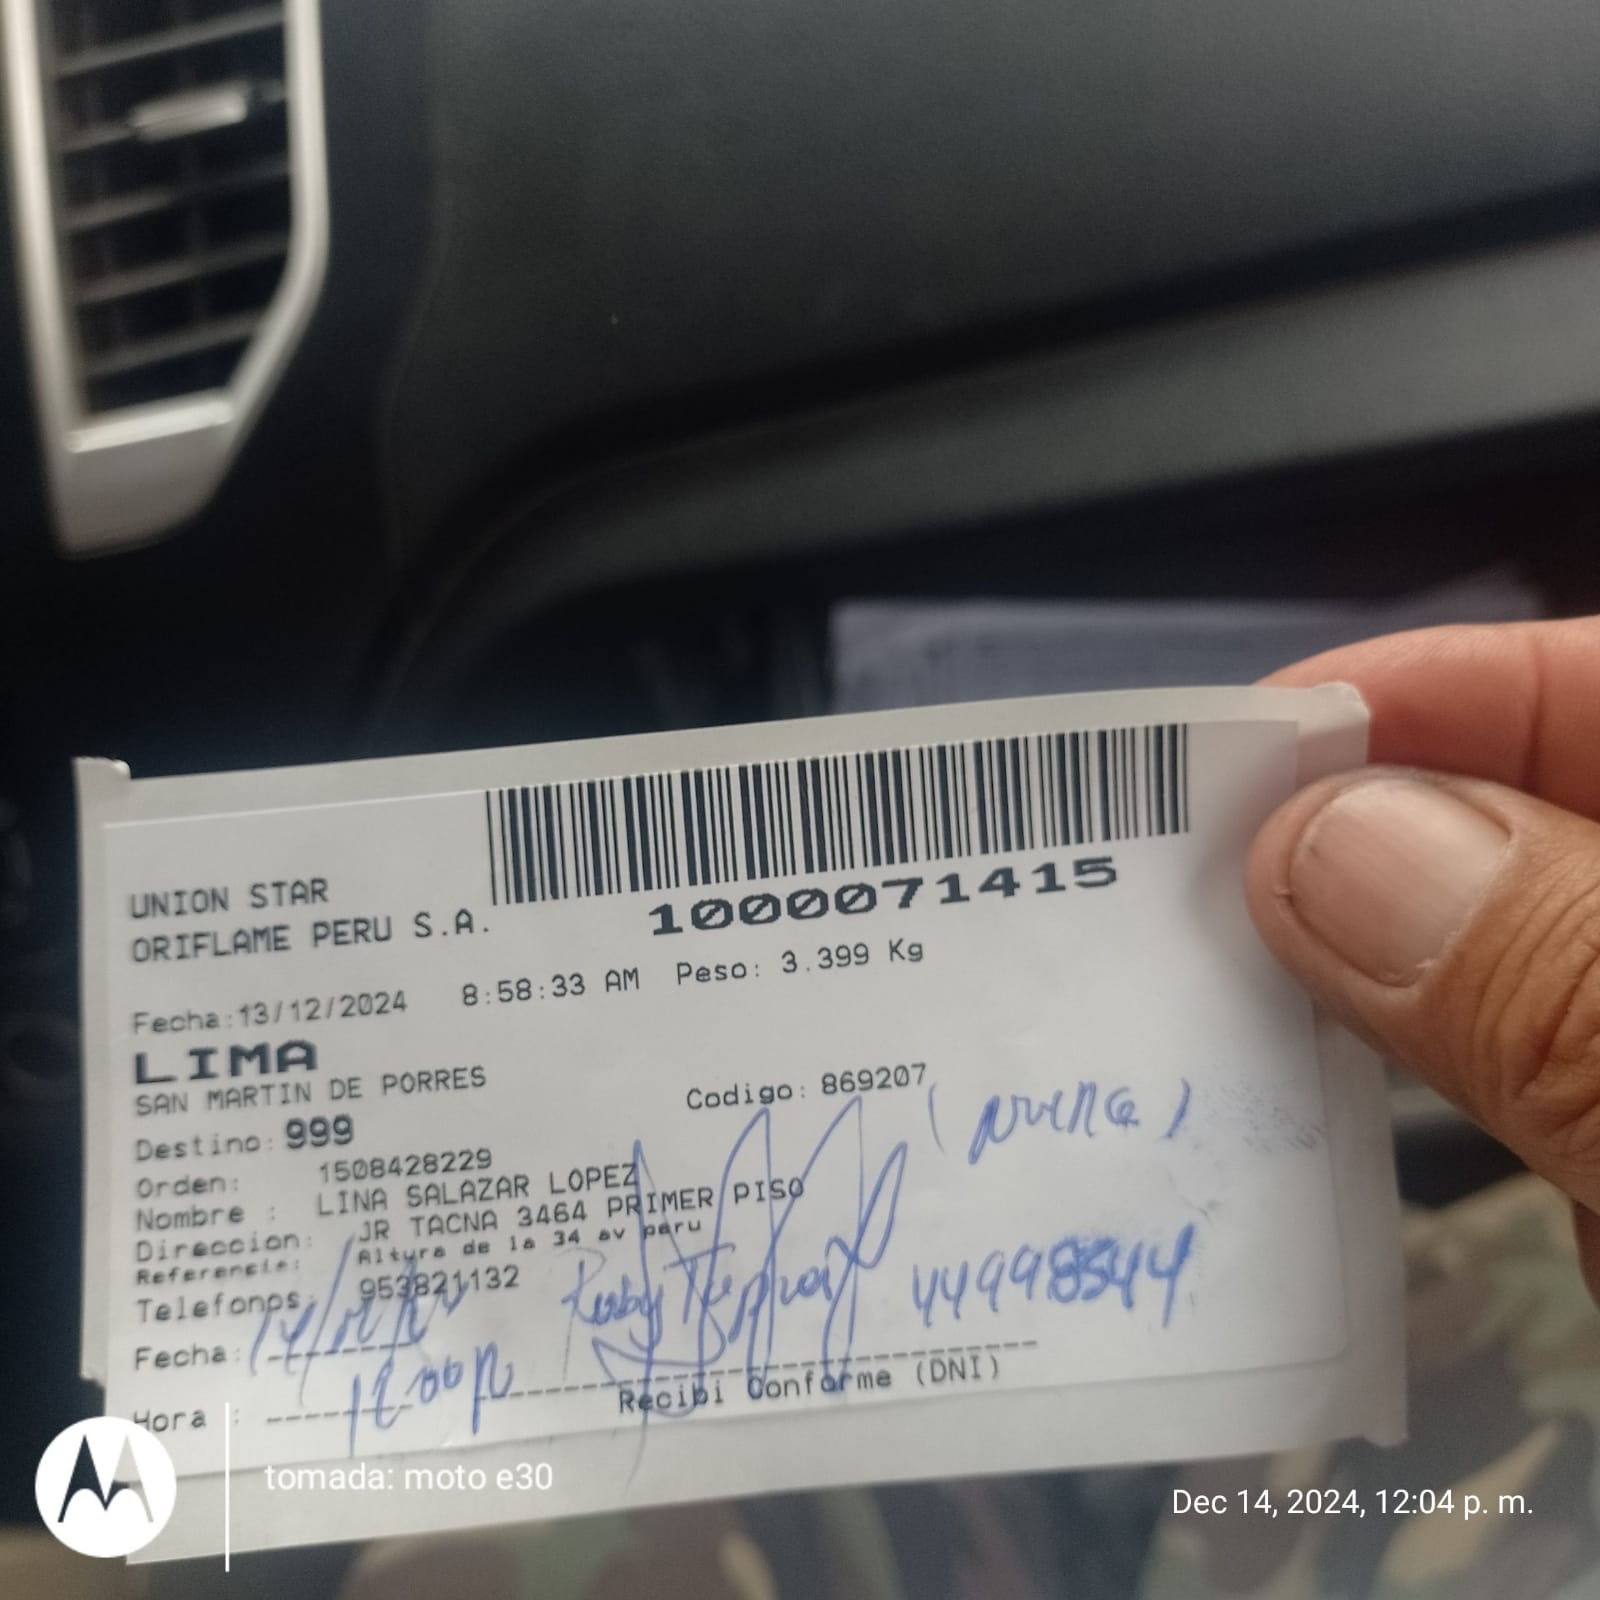 UNION STAR
ORIFLAME PERU S.A.
1000071415
Fecha:13/12/2024 8:58:33 AM Peso: 3.399 Kg
LIMA
SAN MARTIN DE PORRES
Codigo: 869207
Destino: 999
Orden: 1508428229
Nombre : LINA SALAZAR LOPEZ
Direccion: JR TACNA 3464 PRIMER PISO
Referencia: Altura de la 34 av peru
Telefonos: 953821132
Fecha:
Hora :
Recibi Conforme (DNI)
tomada: moto e30
Dec 14, 2024, 12:04 p. m.